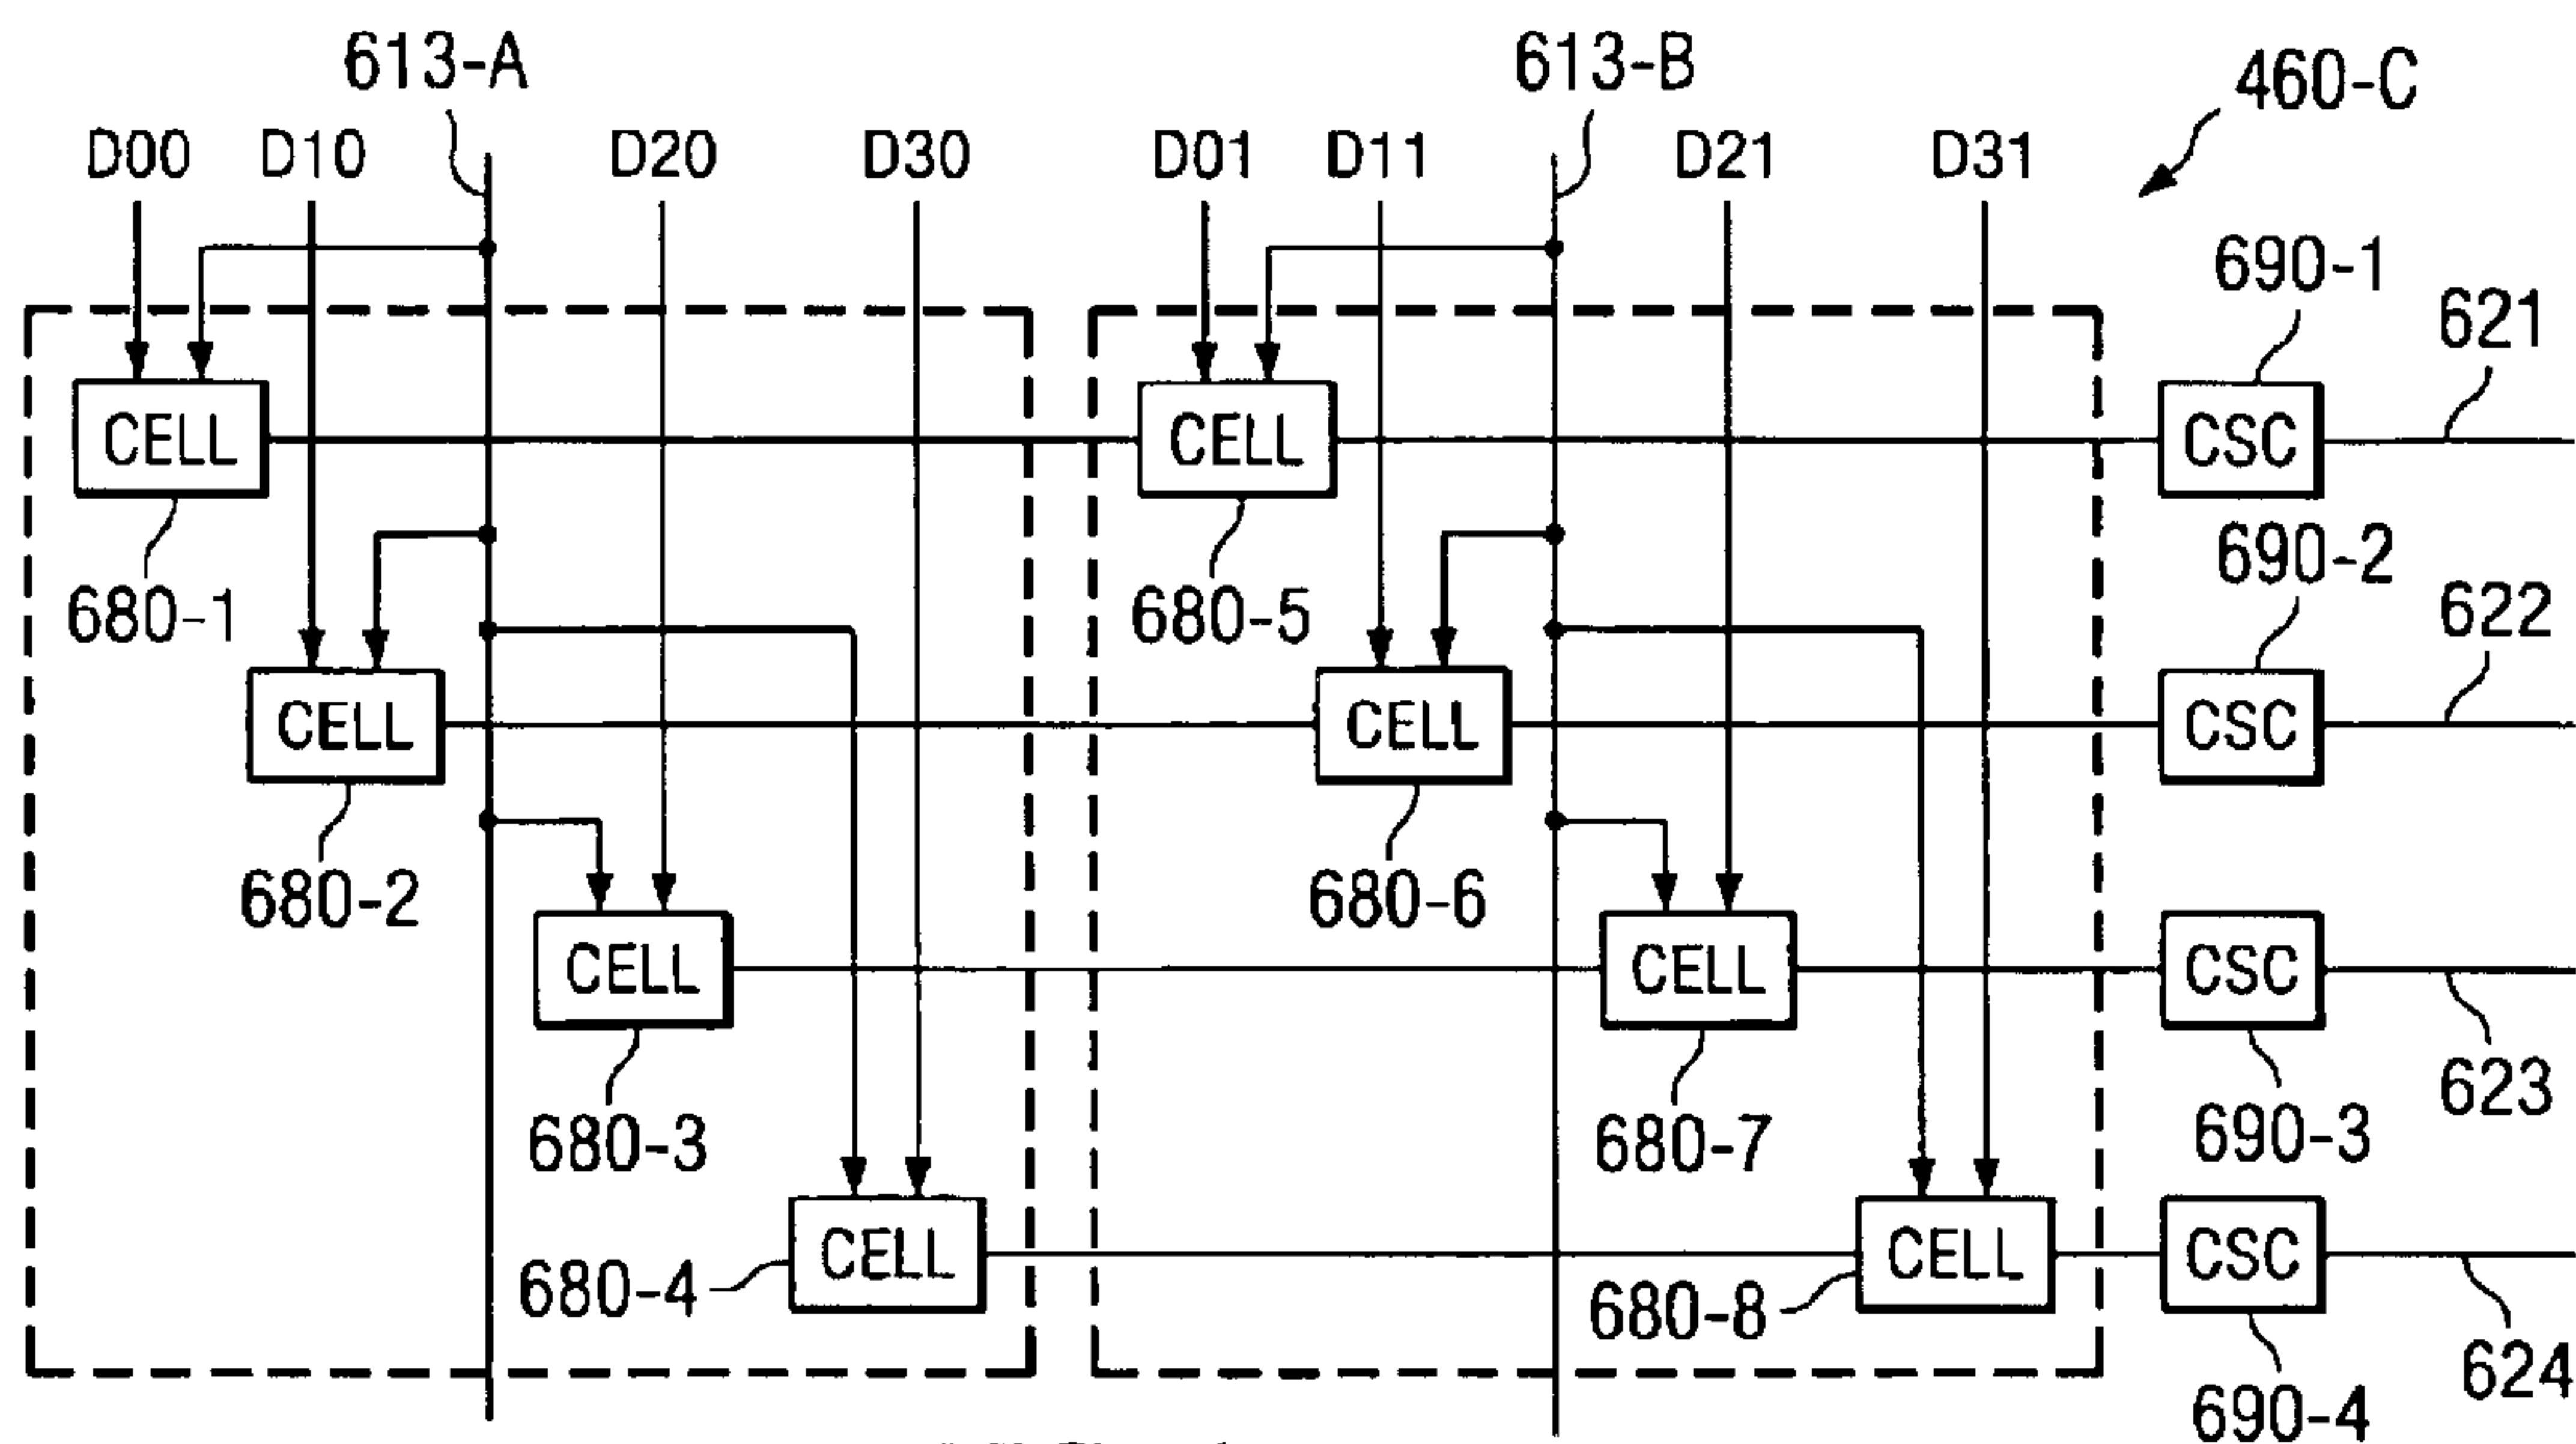 613-A 613-B 460-C
D00 D10 D20 D30 D01 D11 D21 D31
690-1
621
CELL CELL CSC
690-2
680-1 680-5 622
CELL CELL CSC
680-2 680-6
CELL CELL CSC
623
680-3 680-7 690-3
CELL CELL CSC
680-4 680-8
624
690-4